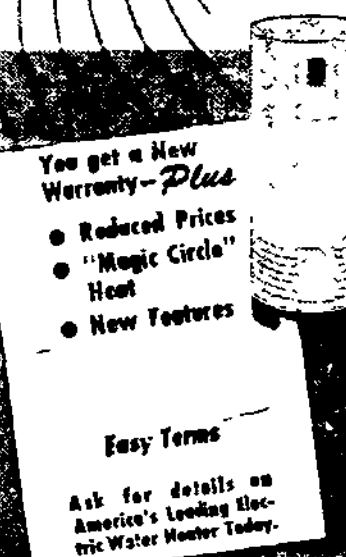 You get a New
Warranty-Plus
● Reduced Prices
● "Magic Circle"
Heat
● New Features
Easy Terms
Ask for details on
America's Leading Elec-
tric Water Heater Today.